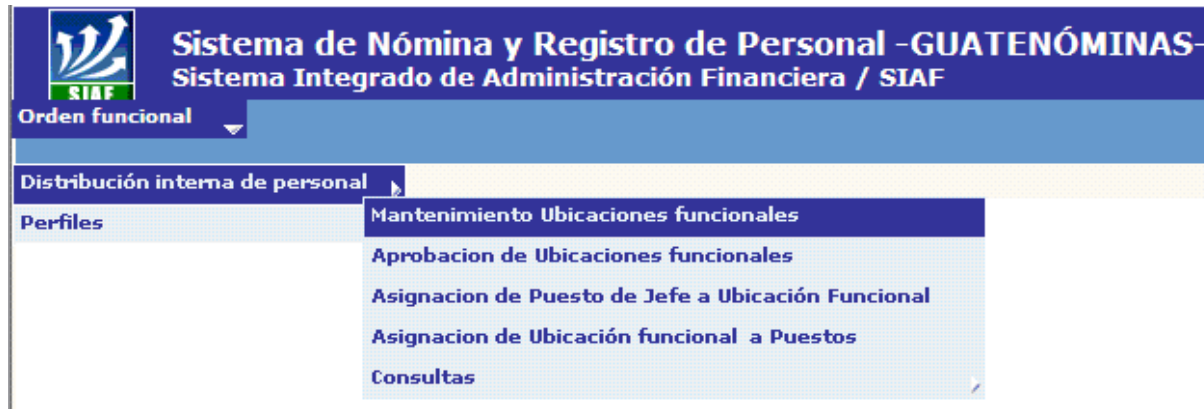 Sistema de Nómina y Registro de Personal -GUATENÓMINAS-
Sistema Integrado de Administración Financiera / SIAF
SIAF
Orden funcional
Distribución interna de personal
Perfiles
Mantenimiento Ubicaciones funcionales
Aprobacion de Ubicaciones funcionales
Asignacion de Puesto de Jefe a Ubicación Funcional
Asignacion de Ubicación funcional a Puestos
Consultas